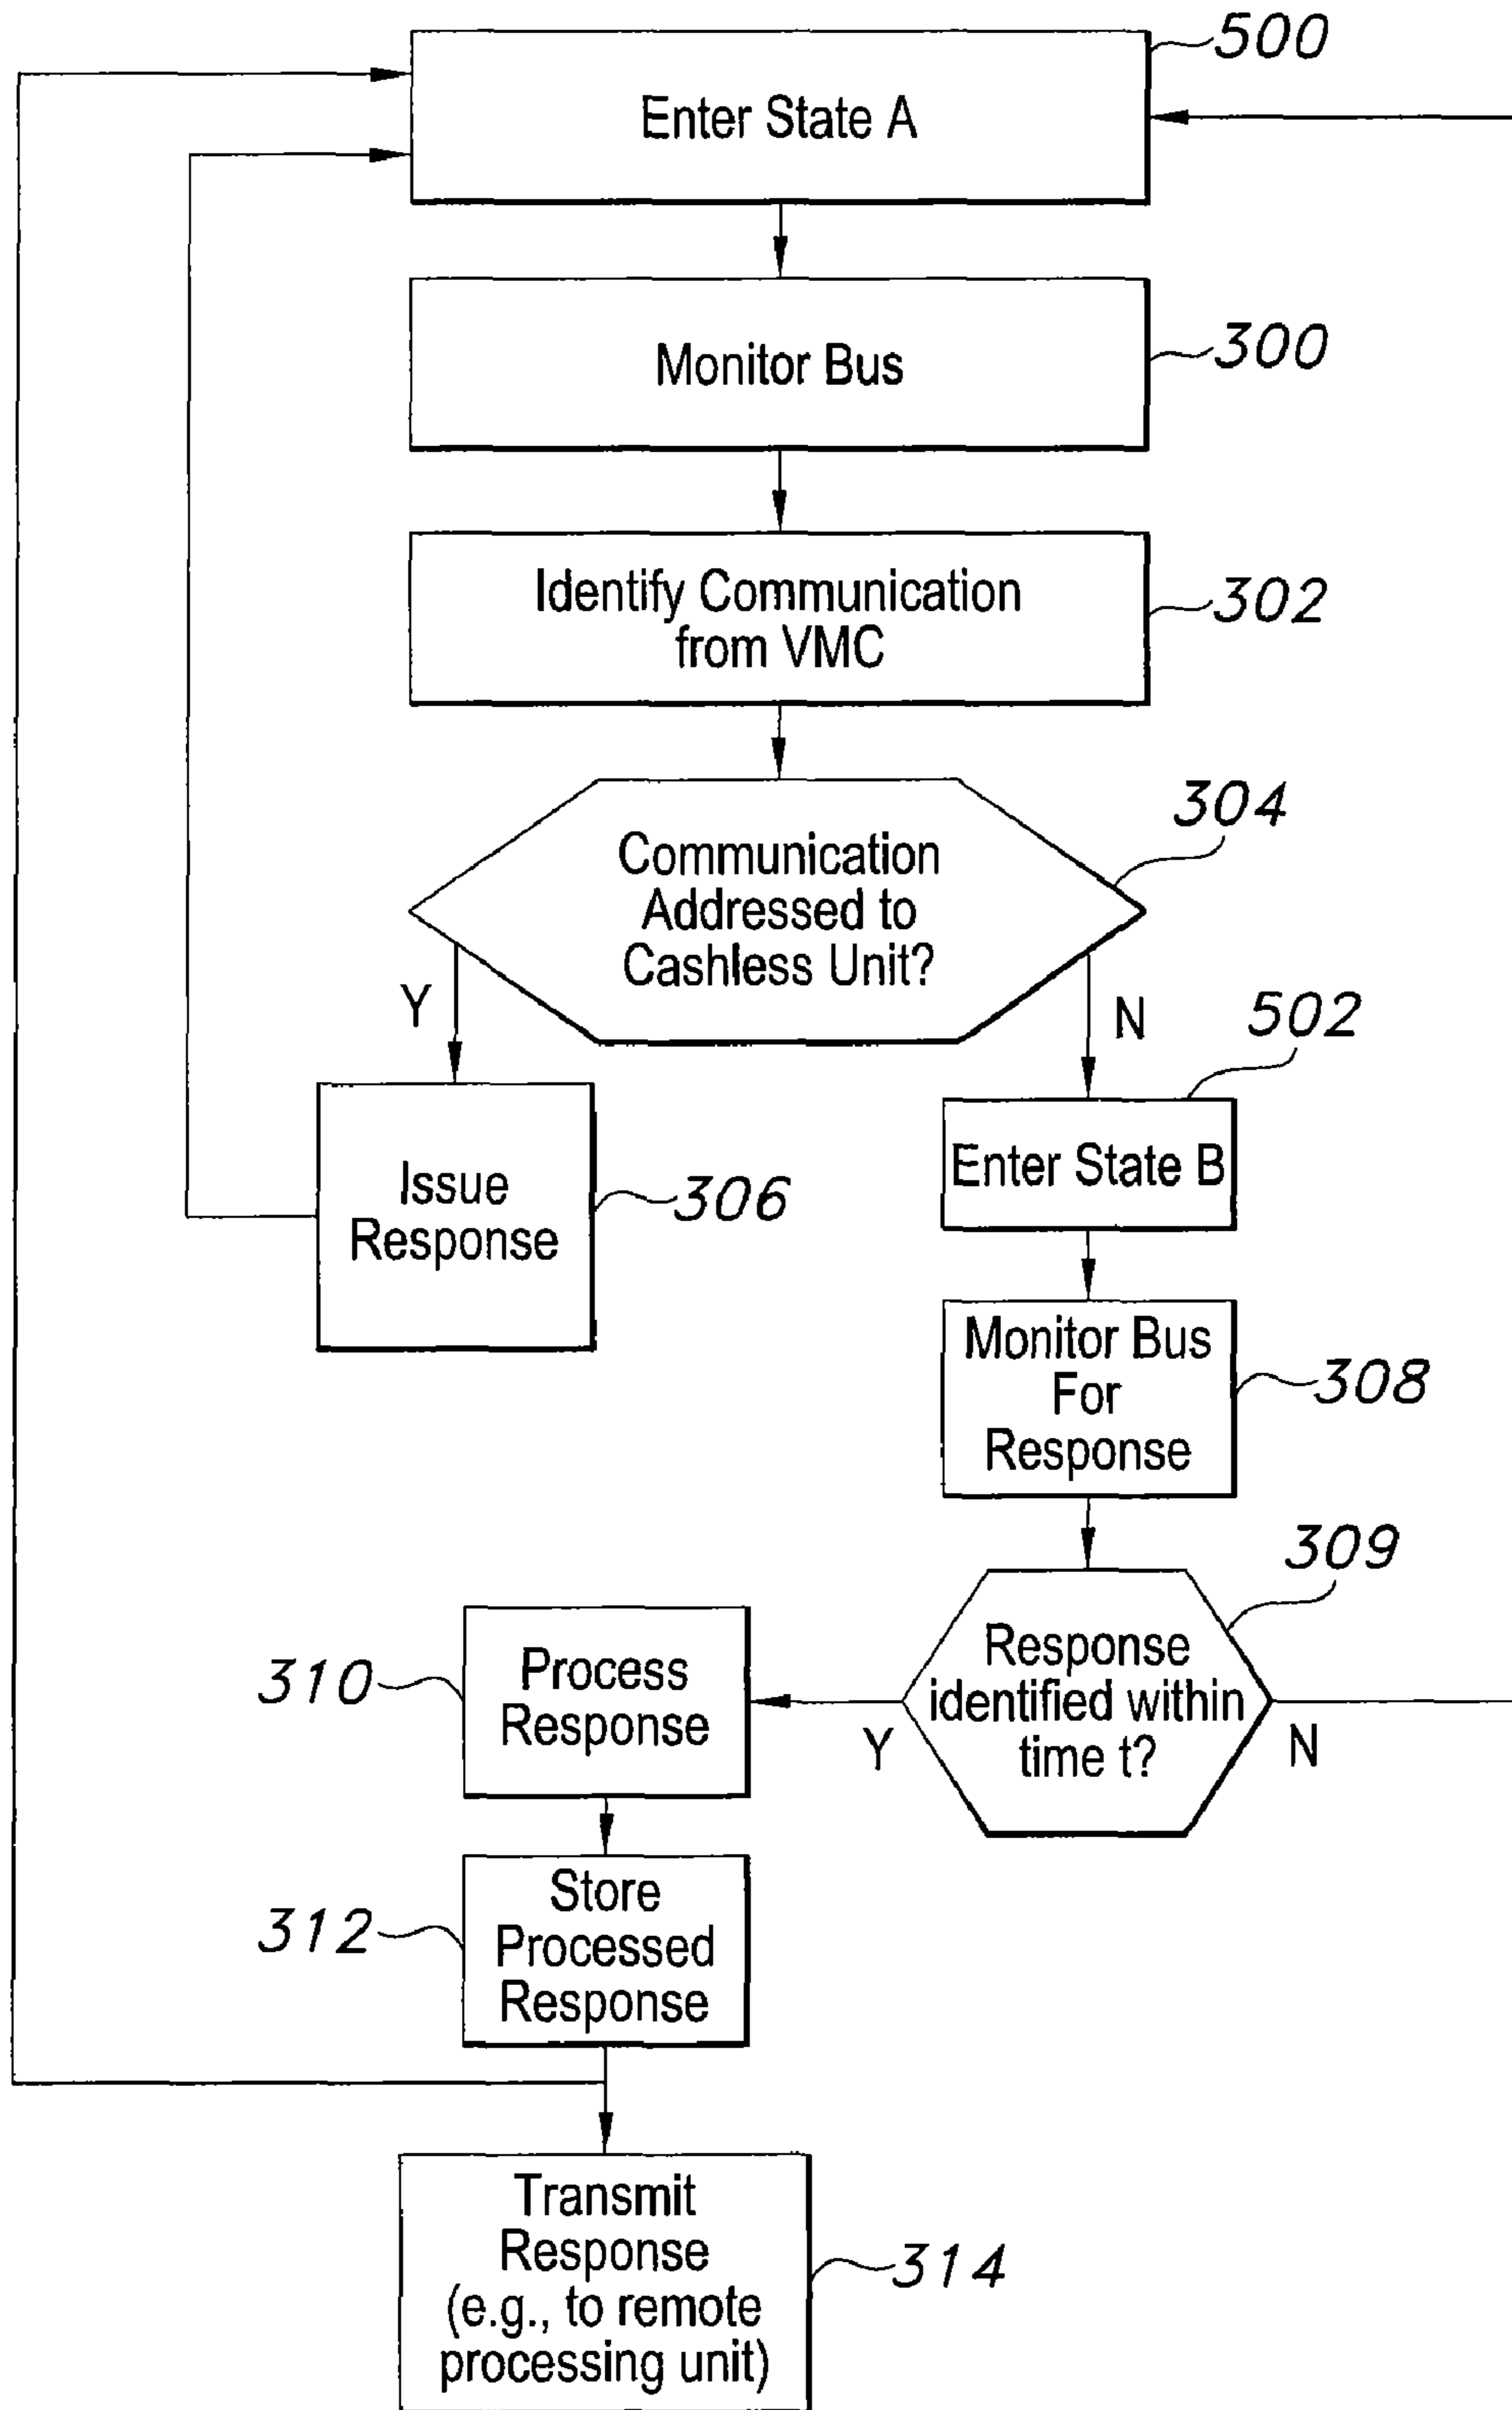 500
Enter State A
Monitor Bus
300
Identify Communication
from VMC
302
304
Communication
Addressed to
Cashless Unit?
Y
N
502
Issue
Response
306
Enter State B
Monitor Bus
For
Response
308
309
Response
identified within
time t?
Y
N
310
Process
Response
312
Store
Processed
Response
Transmit
Response
(e.g., to remote
processing unit)
314